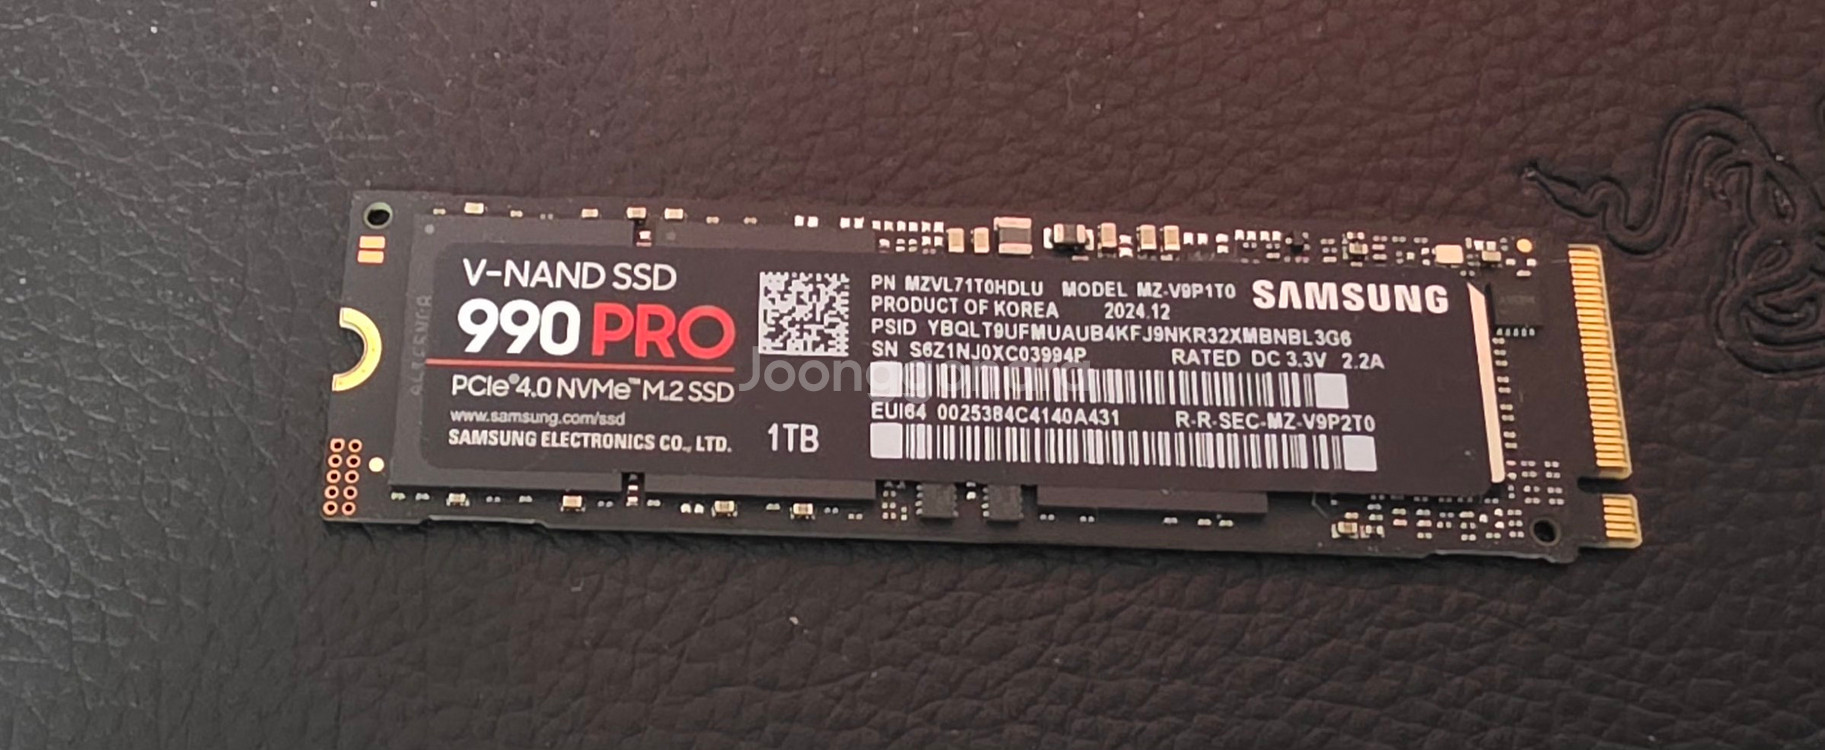 V-NAND SSD
990 PRO
PCIe®4.0 NVMe™ M.2 SSD
www.samsung.com/ssd
SAMSUNG ELECTRONICS CO., LTD.
1TB
PN MZVL71T0HDLU MODEL MZ-V9P1T0
SAMSUNG
PRODUCT OF KOREA 2024.12
PSID YBQLT9UFMUAUB4KFJ9NKR32XMBNBL3G6
SN S6Z1NJ0XC03994P RATED DC 3.3V 2.2A
EUI64 0025384C4140A431 R-R-SEC-MZ-V9P2T0
Joonggonara